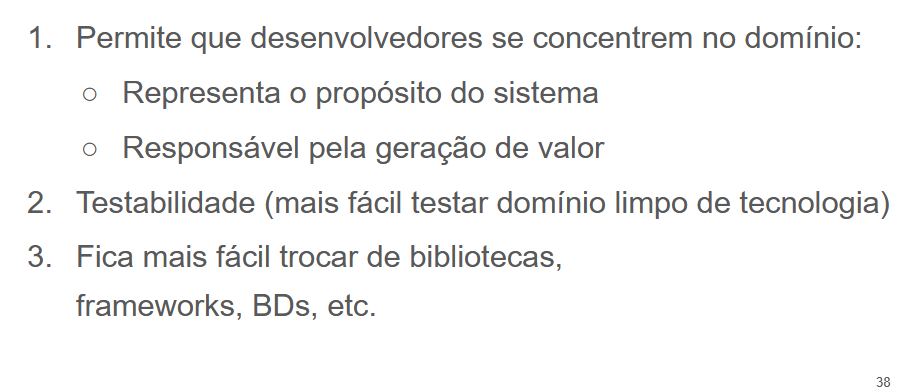 1. Permite que desenvolvedores se concentrem no domínio:
○ Representa o propósito do sistema
○ Responsável pela geração de valor
2. Testabilidade (mais fácil testar domínio limpo de tecnologia)
3. Fica mais fácil trocar de bibliotecas,
frameworks, BDs, etc.
38